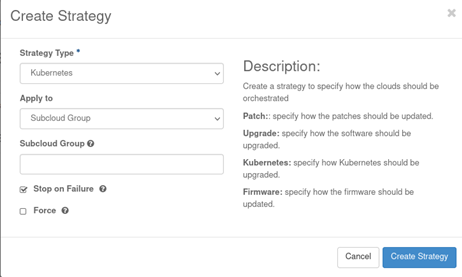 Create Strategy
×
Strategy Type *
Kubernetes
Apply to
Subcloud Group
Subcloud Group ?
Stop on Failure ?
Force ?
Description:
Create a strategy to specify how the clouds should be
orchestrated
Patch:: specify how the patches should be updated.
Upgrade: specify how the software should be
upgraded.
Kubernetes: specify how Kubernetes should be
upgraded.
Firmware: specify how the firmware should be
updated.
Cancel
Create Strategy